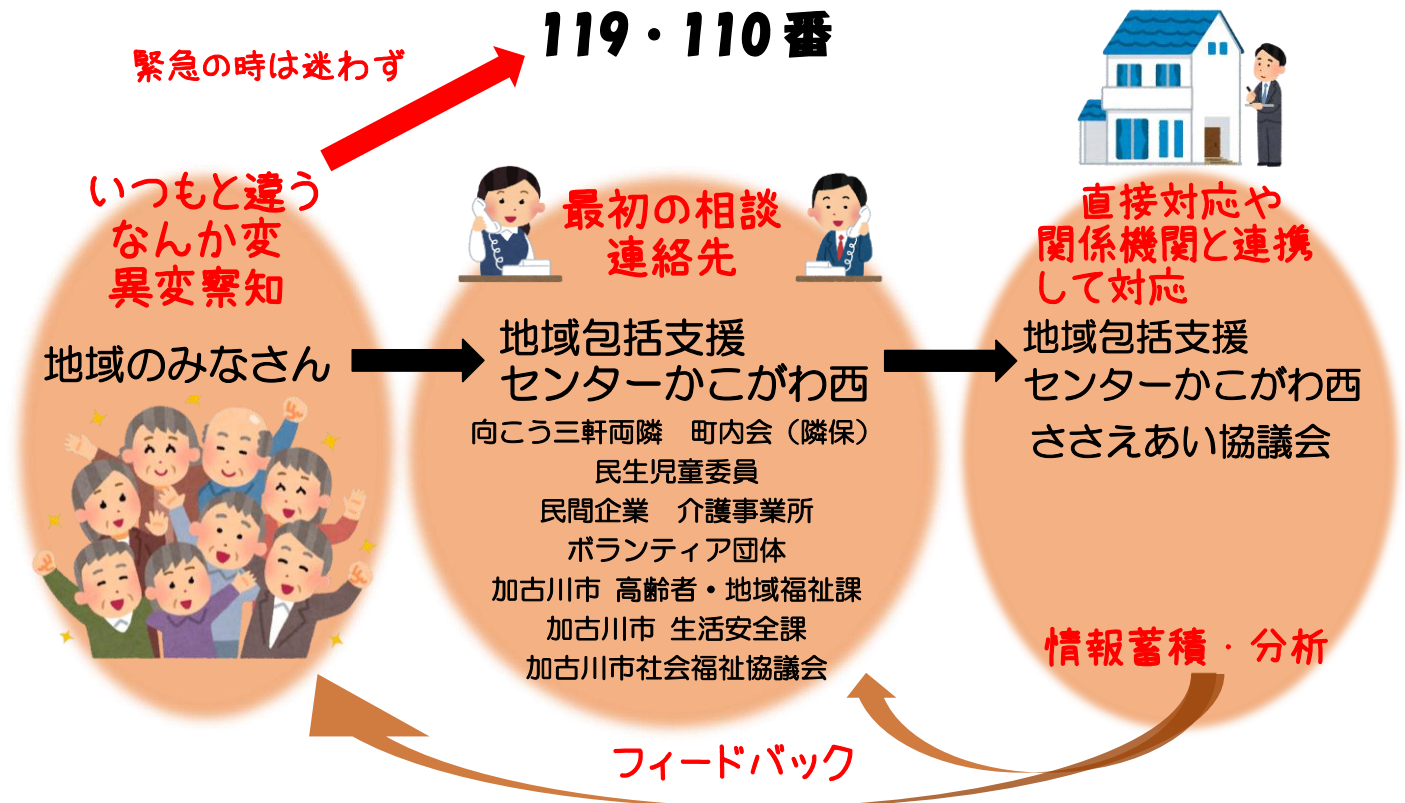 119・110番
緊急の時は迷わず
いつもと違う
なんか変
異変察知
地域のみなさん
最初の相談
連絡先
地域包括支援
センターかこがわ西
向こう三軒両隣　町内会（隣保）
民生児童委員
民間企業　介護事業所
ボランティア団体
加古川市 高齢者・地域福祉課
加古川市 生活安全課
加古川市社会福祉協議会
直接対応や
関係機関と連携
して対応
地域包括支援
センターかこがわ西
ささえあい協議会
情報蓄積・分析
フィードバック